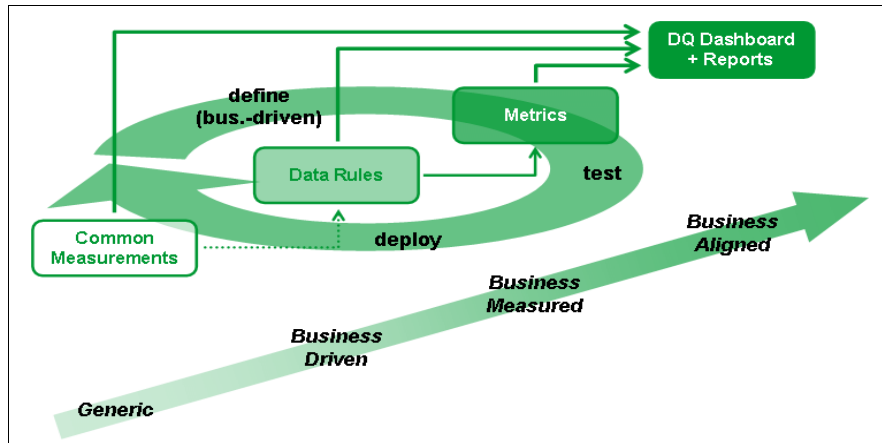 DQ Dashboard
+ Reports
define
(bus.-driven)
Metrics
Data Rules
test
Common
Measurements
deploy
Business
Aligned
Business
Measured
Business
Driven
Generic